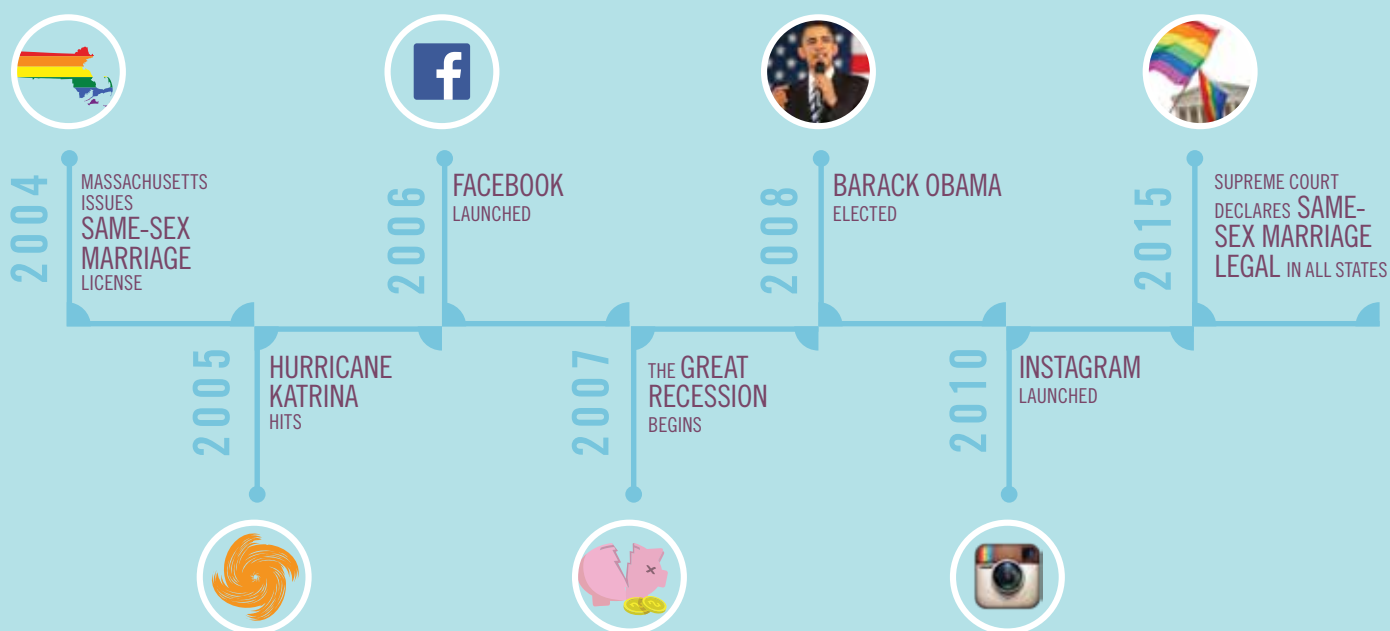 2004
MASSACHUSETTS
ISSUES
SAME-SEX
MARRIAGE
LICENSE
2005
HURRICANE
KATRINA
HITS
2006
FACEBOOK
LAUNCHED
2007
THE GREAT
RECESSION
BEGINS
2008
BARACK OBAMA
ELECTED
2010
INSTAGRAM
LAUNCHED
2015
SUPREME COURT
DECLARES SAME-
SEX MARRIAGE
LEGAL IN ALL STATES